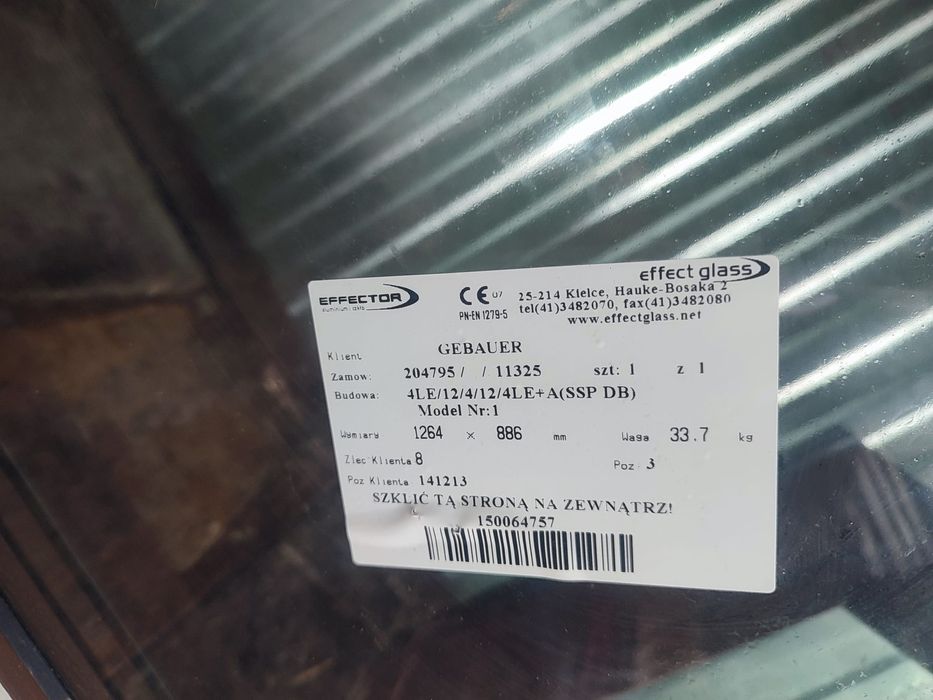 EFFECTOR
aluminium i szkło
CE 07
PN-EN 1279-5
effect glass
25-214 Kielce, Hauke-Bosaka 2
tel(41)3482070, fax(41)3482080
www.effectglass.net
Klient GEBAUER
Zamow: 204795/ / 11325 szt: 1 z 1
Budowa: 4LE/12/4/12/4LE+A(SSP DB)
Model Nr:1
Wymiary 1264 x 886 mm Waga 33.7 kg
Zlec Klienta 8 Poz 3
Poz Klienta 141213
SZKLIĆ TĄ STRONĄ NA ZEWNĄTRZ!
150064757